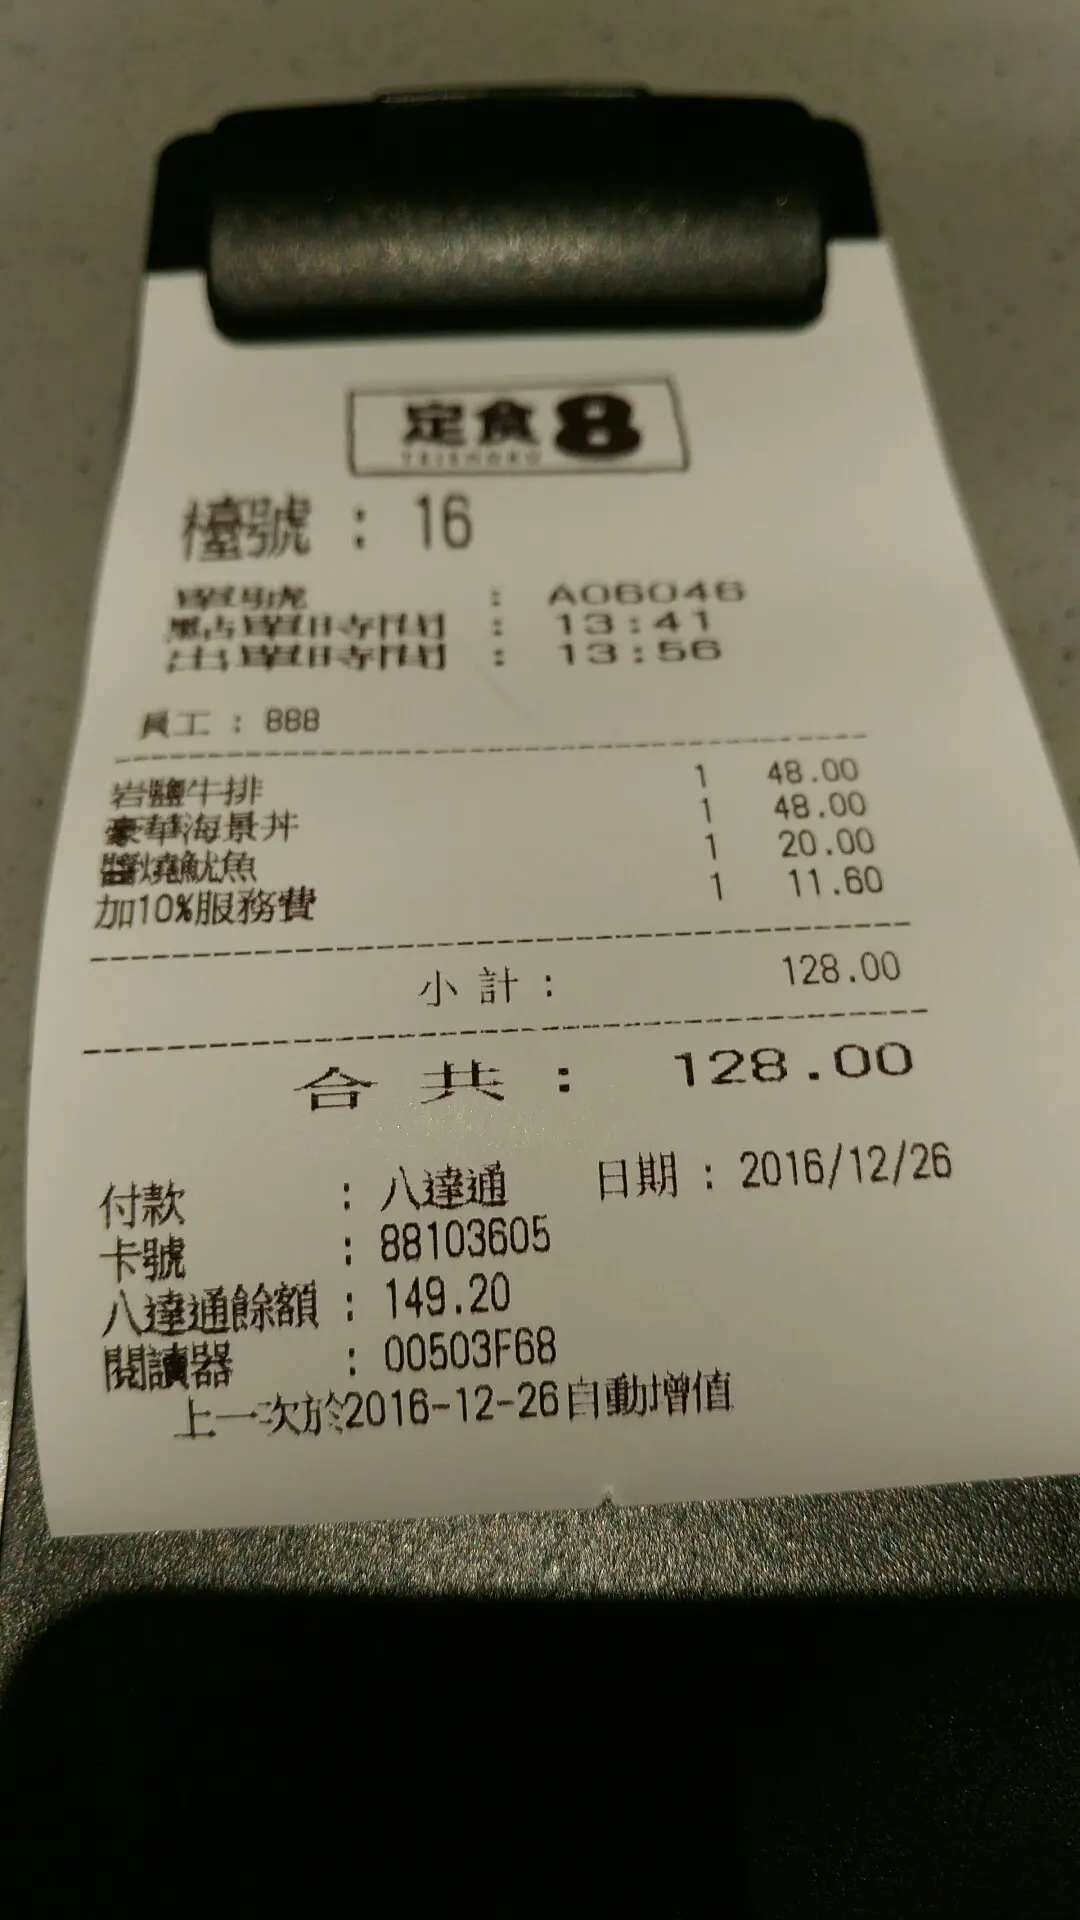 定食8
TEISHOKU
檯號 : 16
單號 : A06046
點單時間 : 13:41
出單時間 : 13:56
員工 : 888
岩鹽牛排 1 48.00
豪華海景丼 1 48.00
醬燒魷魚 1 20.00
加10%服務費 1 11.60
小計 : 128.00
合共 : 128.00
付款 : 八達通 日期 : 2016/12/26
卡號 : 88103605
八達通餘額 : 149.20
閱讀器 : 00503F68
上一次於2016-12-26自動增值